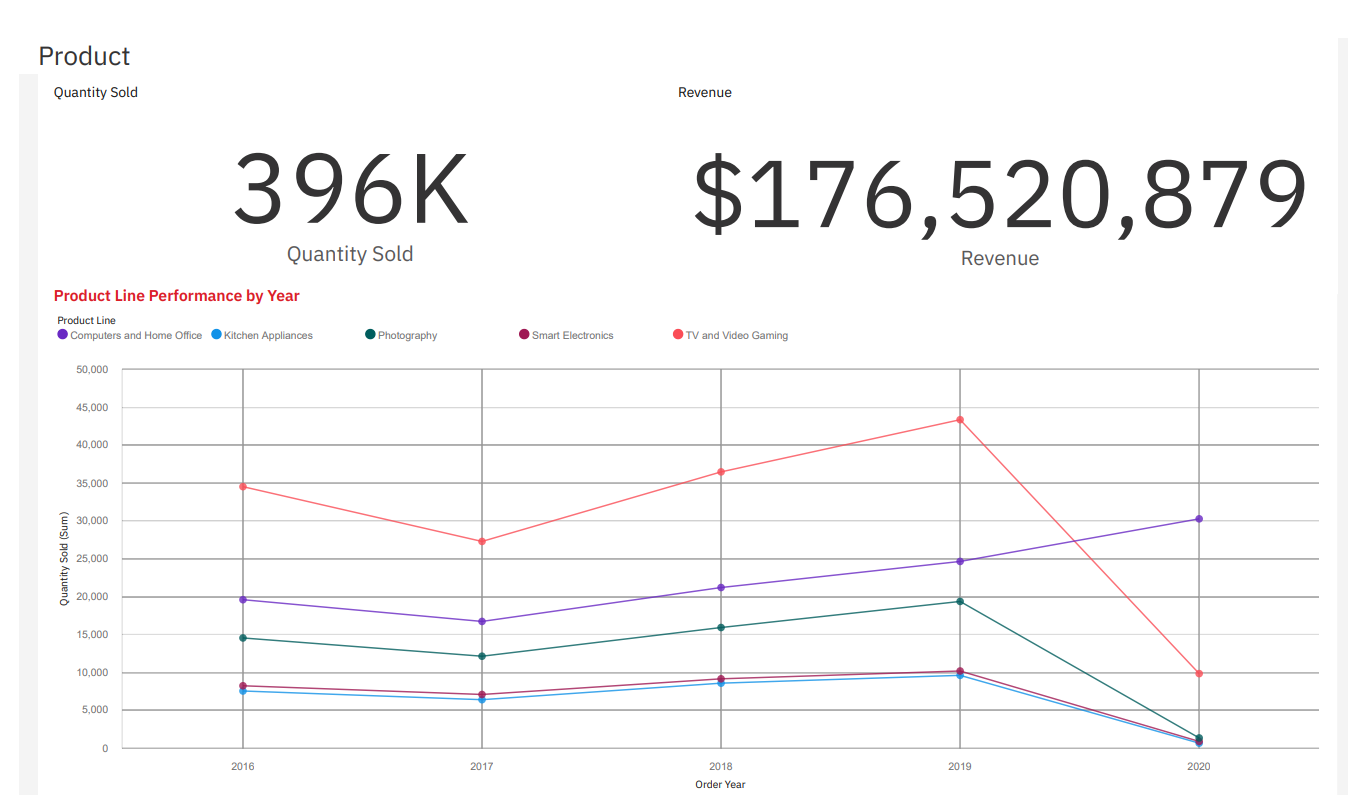 Product
Quantity Sold
Revenue
396K
Quantity Sold
$176,520,879
Revenue
Product Line Performance by Year
Product Line
Computers and Home Office Kitchen Appliances Photography Smart Electronics TV and Video Gaming
50,000
45,000
40,000
35,000
30,000
25,000
20,000
15,000
10,000
5,000
0
Quantity Sold (Sum)
2016 2017 2018 2019 2020
Order Year